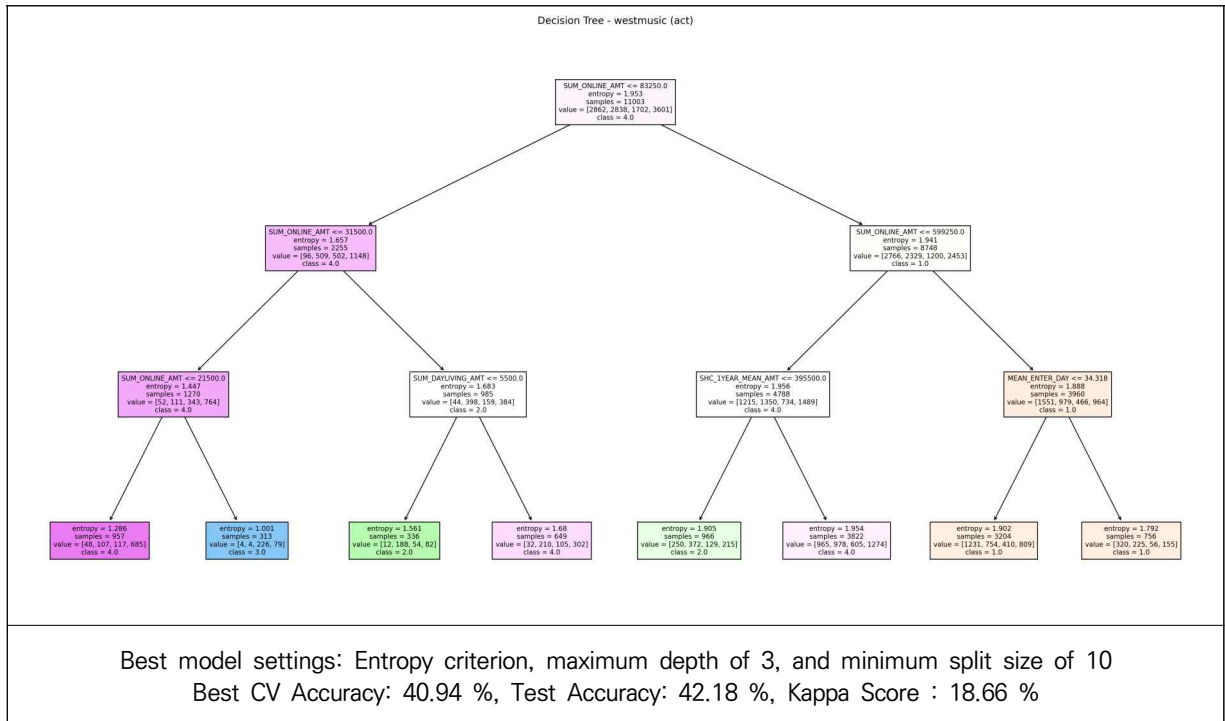 Decision Tree - westmusic (act)
SUM_ONLINE_AMT <= 83250.0
entropy = 1.953
samples = 11003
value = [2862, 2838, 1702, 3601]
class = 4.0
SUM_ONLINE_AMT <= 31500.0
entropy = 1.657
samples = 2255
value = [96, 509, 502, 1148]
class = 4.0
SUM_ONLINE_AMT <= 599250.0
entropy = 1.941
samples = 8748
value = [2766, 2329, 1200, 2453]
class = 1.0
SUM_ONLINE_AMT <= 21500.0
entropy = 1.447
samples = 1270
value = [52, 111, 343, 764]
class = 4.0
SUM_DAYLIVING_AMT <= 5500.0
entropy = 1.683
samples = 985
value = [44, 398, 159, 384]
class = 2.0
SHC_1YEAR_MEAN_AMT <= 395500.0
entropy = 1.956
samples = 4788
value = [1215, 1350, 734, 1489]
class = 4.0
MEAN_ENTER_DAY <= 34.318
entropy = 1.888
samples = 3960
value = [1551, 979, 466, 964]
class = 1.0
entropy = 1.286
samples = 957
value = [48, 107, 117, 685]
class = 4.0
entropy = 1.001
samples = 313
value = [4, 4, 226, 79]
class = 3.0
entropy = 1.561
samples = 336
value = [12, 188, 54, 82]
class = 2.0
entropy = 1.68
samples = 649
value = [32, 210, 105, 302]
class = 4.0
entropy = 1.905
samples = 966
value = [250, 372, 129, 215]
class = 2.0
entropy = 1.954
samples = 3822
value = [965, 978, 605, 1274]
class = 4.0
entropy = 1.902
samples = 3204
value = [1231, 754, 410, 809]
class = 1.0
entropy = 1.792
samples = 756
value = [320, 225, 56, 155]
class = 1.0
Best model settings: Entropy criterion, maximum depth of 3, and minimum split size of 10
Best CV Accuracy: 40.94 %, Test Accuracy: 42.18 %, Kappa Score : 18.66 %